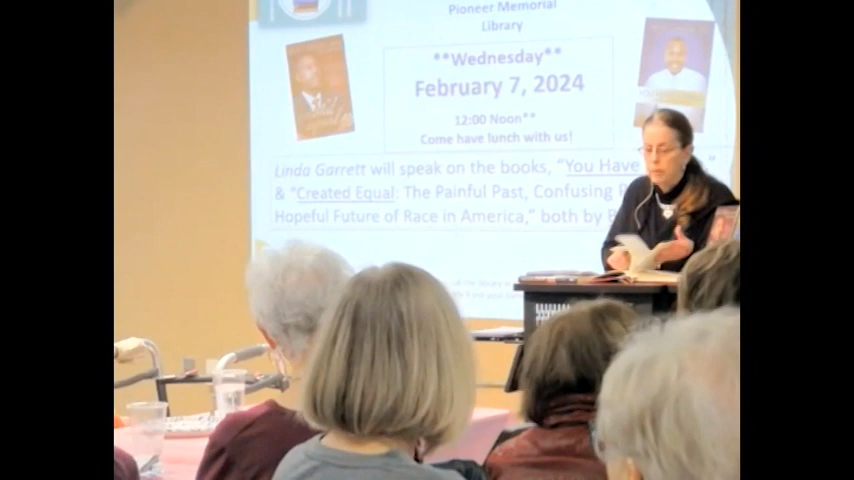 Pioneer Memorial
Library
**Wednesday**
February 7, 2024
12:00 Noon**
Come have lunch with us!
Linda Garrett will speak on the books, "You Have "
& "Created Equal: The Painful Past, Confusing
Hopeful Future of Race in America," both by